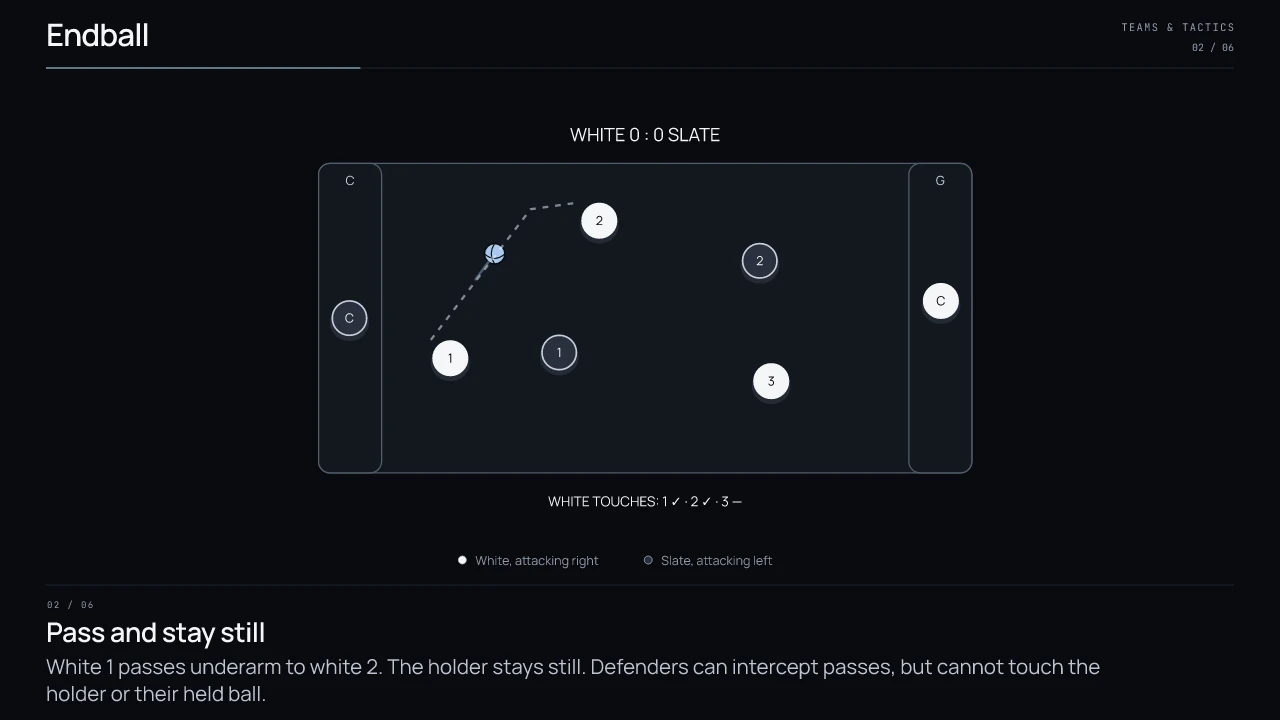 Endball
TEAMS & TACTICS
02 / 06
WHITE 0 : 0 SLATE
C
G
2
2
C
C
1
1
3
WHITE TOUCHES: 1 ✓ · 2 ✓ · 3 —
White, attacking right
Slate, attacking left
02 / 06
Pass and stay still
White 1 passes underarm to white 2. The holder stays still. Defenders can intercept passes, but cannot touch the
holder or their held ball.